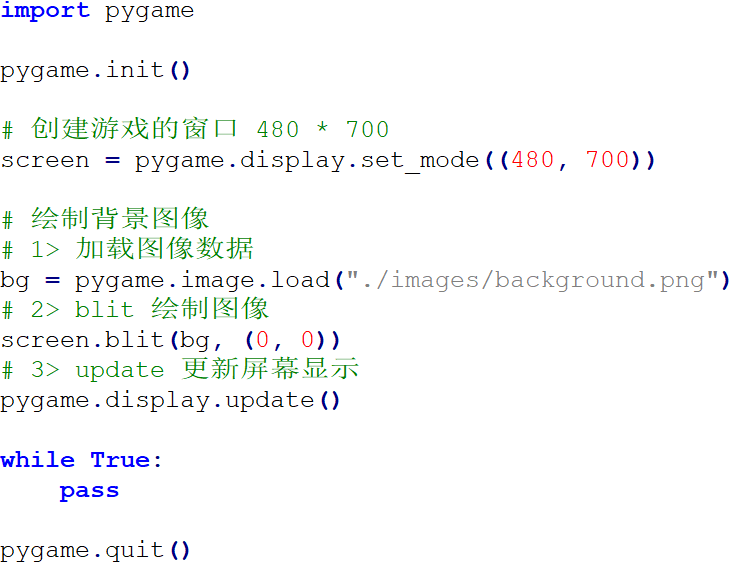 import pygame
pygame.init()
# 创建游戏的窗口 480 * 700
screen = pygame.display.set_mode((480, 700))
# 绘制背景图像
# 1> 加载图像数据
bg = pygame.image.load("./images/background.png")
# 2> blit 绘制图像
screen.blit(bg, (0, 0))
# 3> update 更新屏幕显示
pygame.display.update()
while True:
    pass
pygame.quit()